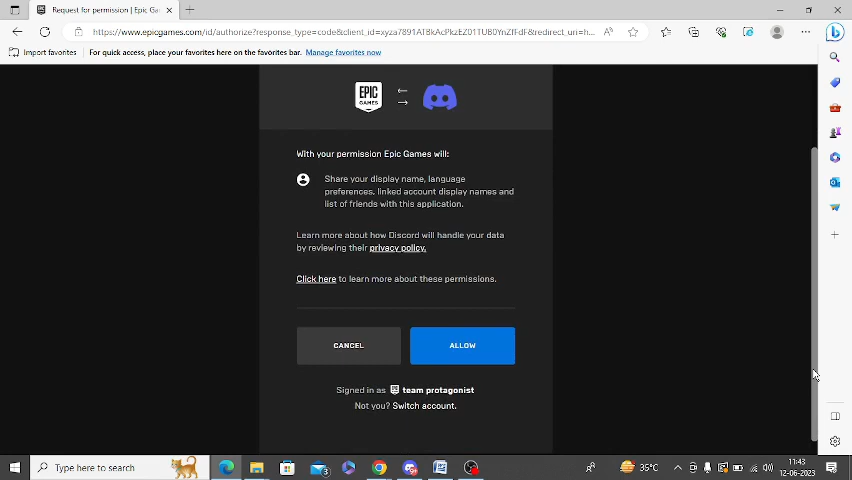 Request for permission | Epic Ga
https://www.epicgames.com/id/authorize?response_type=code&client_id=
Import favorites
For quick access, place your favorites here on the favorites bar. Manage favorites now
EPIC
GAMES
With your permission Epic Games will:
Share your display name, language
preferences, linked account display names and
list of friends with this application.
Learn more about how Discord will handle your data
by reviewing their privacy policy.
Click here to learn more about these permissions.
CANCEL
ALLOW
Signed in as team protagonist
Not you? Switch account.
Type here to search
3
35°C
11:43
12-06-2023